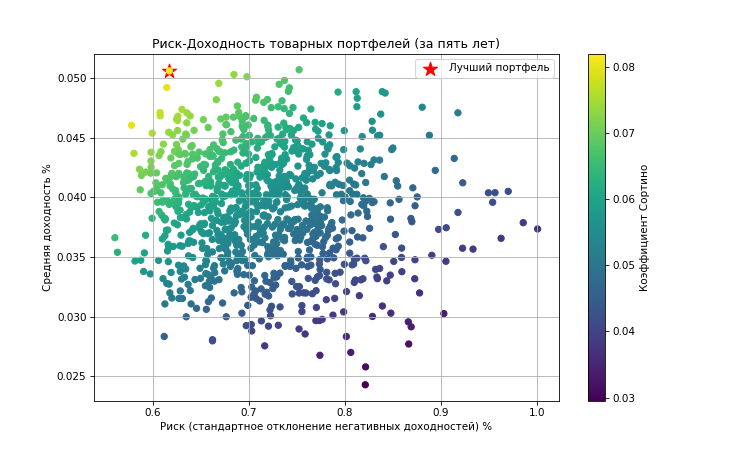 Риск-Доходность товарных портфелей (за пять лет)
Лучший портфель
0.050
0.045
0.040
0.035
0.030
0.025
Средняя доходность %
0.6 0.7 0.8 0.9 1.0
Риск (стандартное отклонение негативных доходностей) %
0.08
0.07
0.06
0.05
0.04
0.03
Коэффициент Сортино